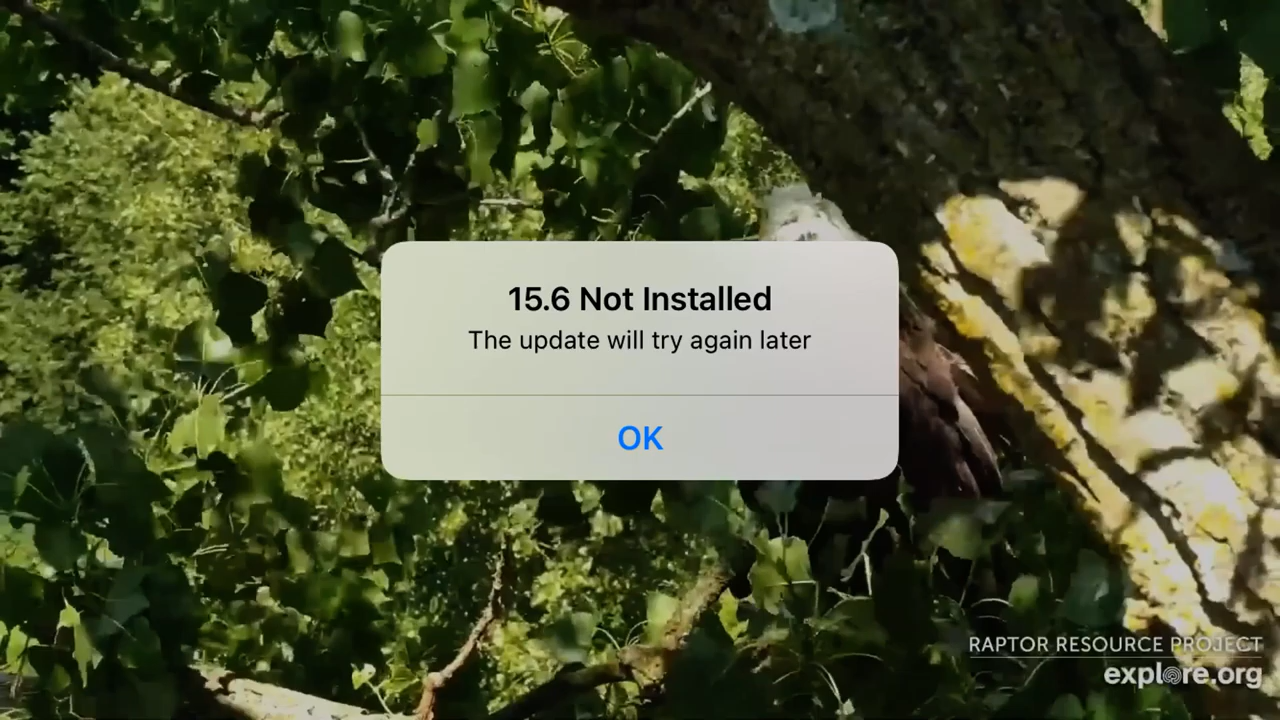 15.6 Not Installed
The update will try again later
OK
RAPTOR RESOURCE PROJECT
explore.org